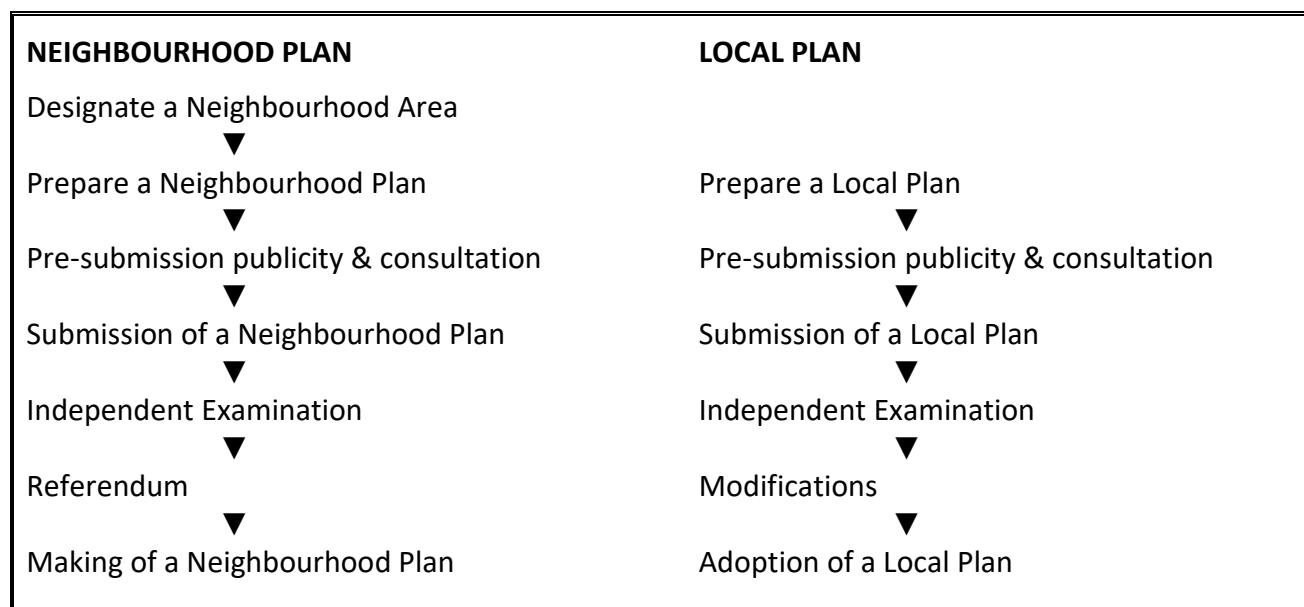 NEIGHBOURHOOD PLAN
Designate a Neighbourhood Area
▼
Prepare a Neighbourhood Plan
▼
Pre-submission publicity & consultation
▼
Submission of a Neighbourhood Plan
▼
Independent Examination
▼
Referendum
▼
Making of a Neighbourhood Plan
LOCAL PLAN
Prepare a Local Plan
▼
Pre-submission publicity & consultation
▼
Submission of a Local Plan
▼
Independent Examination
▼
Modifications
▼
Adoption of a Local Plan